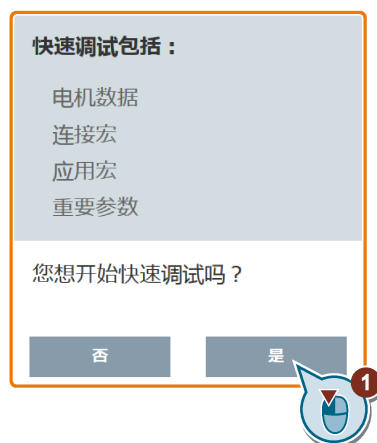 快速调试包括：
电机数据
连接宏
应用宏
重要参数
您想开始快速调试吗？
否
是
1